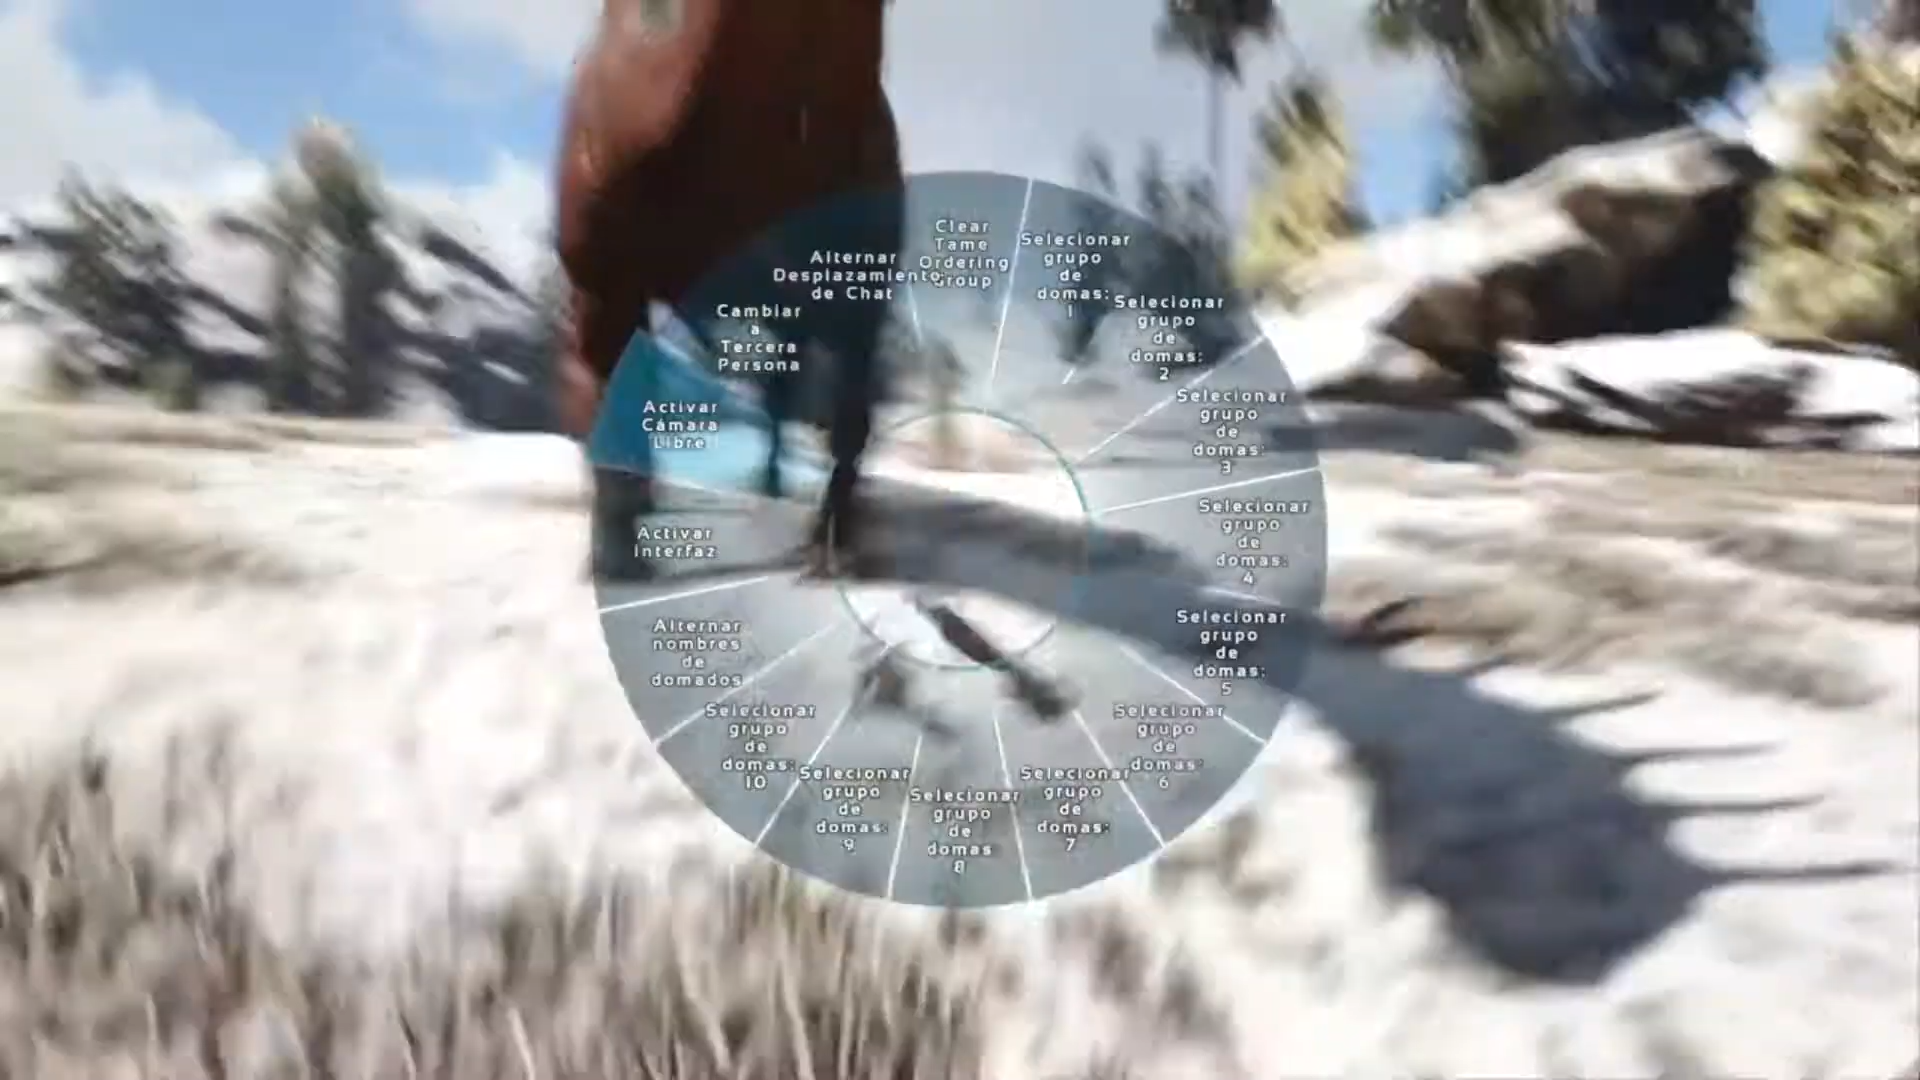 Clear
Tame
Ordering
Group
Selecionar
grupo
de
domas:
1
Selecionar
grupo
de
domas:
2
Selecionar
grupo
de
domas:
3
Selecionar
grupo
de
domas:
4
Selecionar
grupo
de
domas:
5
Selecionar
grupo
de
domas:
6
Selecionar
grupo
de
domas:
7
Selecionar
grupo
de
domas
8
Selecionar
grupo
de
domas:
9
Selecionar
grupo
de
domas:
10
Alternar
nombres
de
domados
Activar
Interfaz
Activar
Cámara
Libre
Cambiar
a
Tercera
Persona
Alternar
Desplazamiento
de Chat